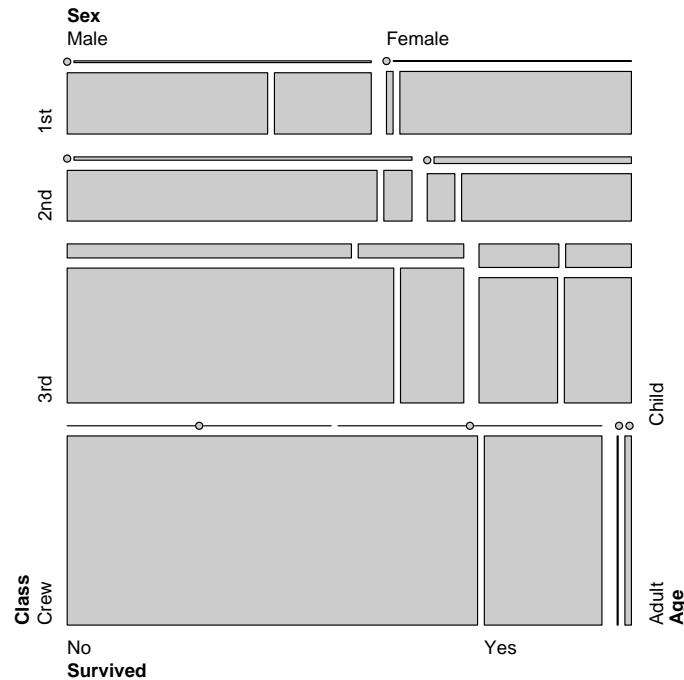 Sex
Male Female
1st
2nd
3rd
Child
Class
Crew
Adult
Age
No Yes
Survived